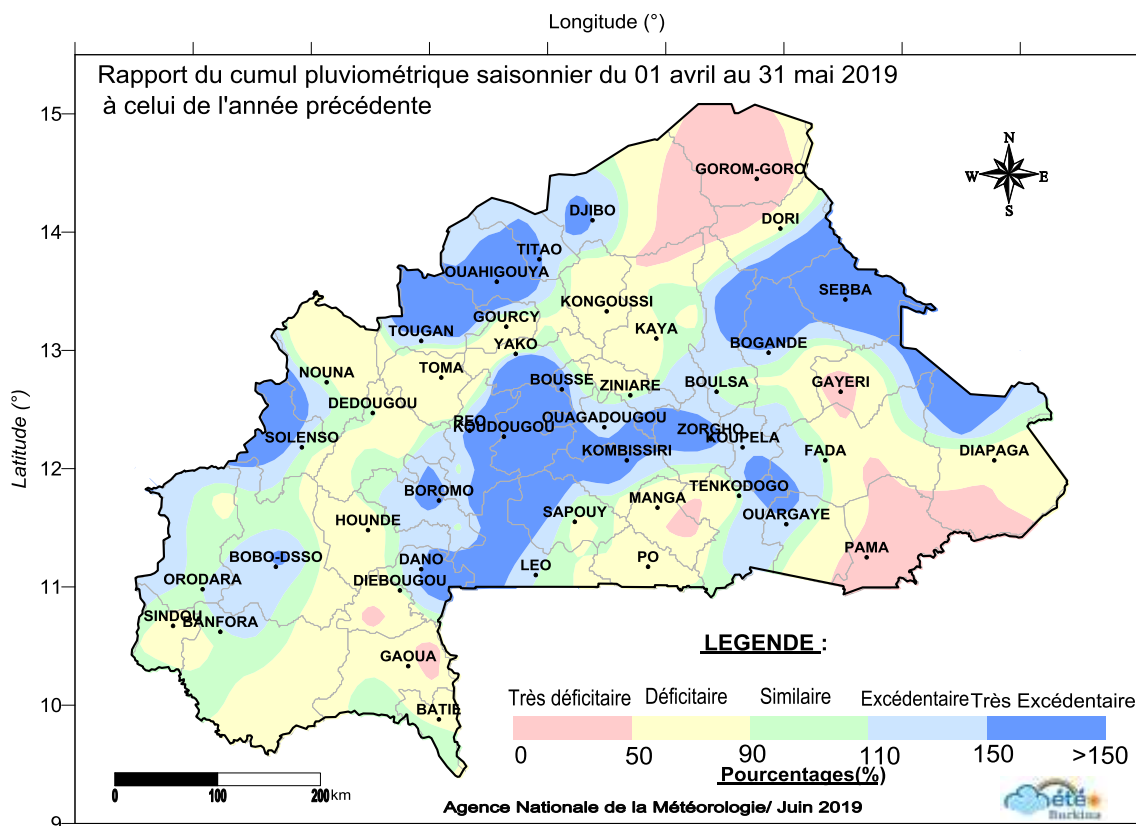 Longitude (°)
Rapport du cumul pluviométrique saisonnier du 01 avril au 31 mai 2019
à celui de l'année précédente
Latitude (°)
15
14
13
12
11
10
9
N
W
E
S
GOROM-GORO
DJIBO
DORI
TITAO
OUAHIGOUYA
SEBBA
KONGOUSSI
GOURCY
KAYA
TOUGAN
YAKO
BOGANDE
NOUNA
TOMA
BOUSSE
ZINIARE
BOULSA
GAYERI
DEDOUGOU
REO
KOUDOUGOU
OUAGADOUGOU
ZORGHO
KOUPELA
SOLENSO
KOMBISSIRI
FADA
DIAPAGA
BOROMO
MANGA
TENKODOGO
HOUNDE
SAPOUY
OUARGAYE
BOBO-DSSO
DANO
LEO
PO
PAMA
ORODARA
DIEBOUGOU
SINDOU
BANFORA
GAOUA
BATIE
LEGENDE :
Très déficitaire Déficitaire Similaire Excédentaire Très Excédentaire
0 50 90 110 150 >150
Pourcentages(%)
0 100 200 km
Agence Nationale de la Météorologie/ Juin 2019
été
Burkina